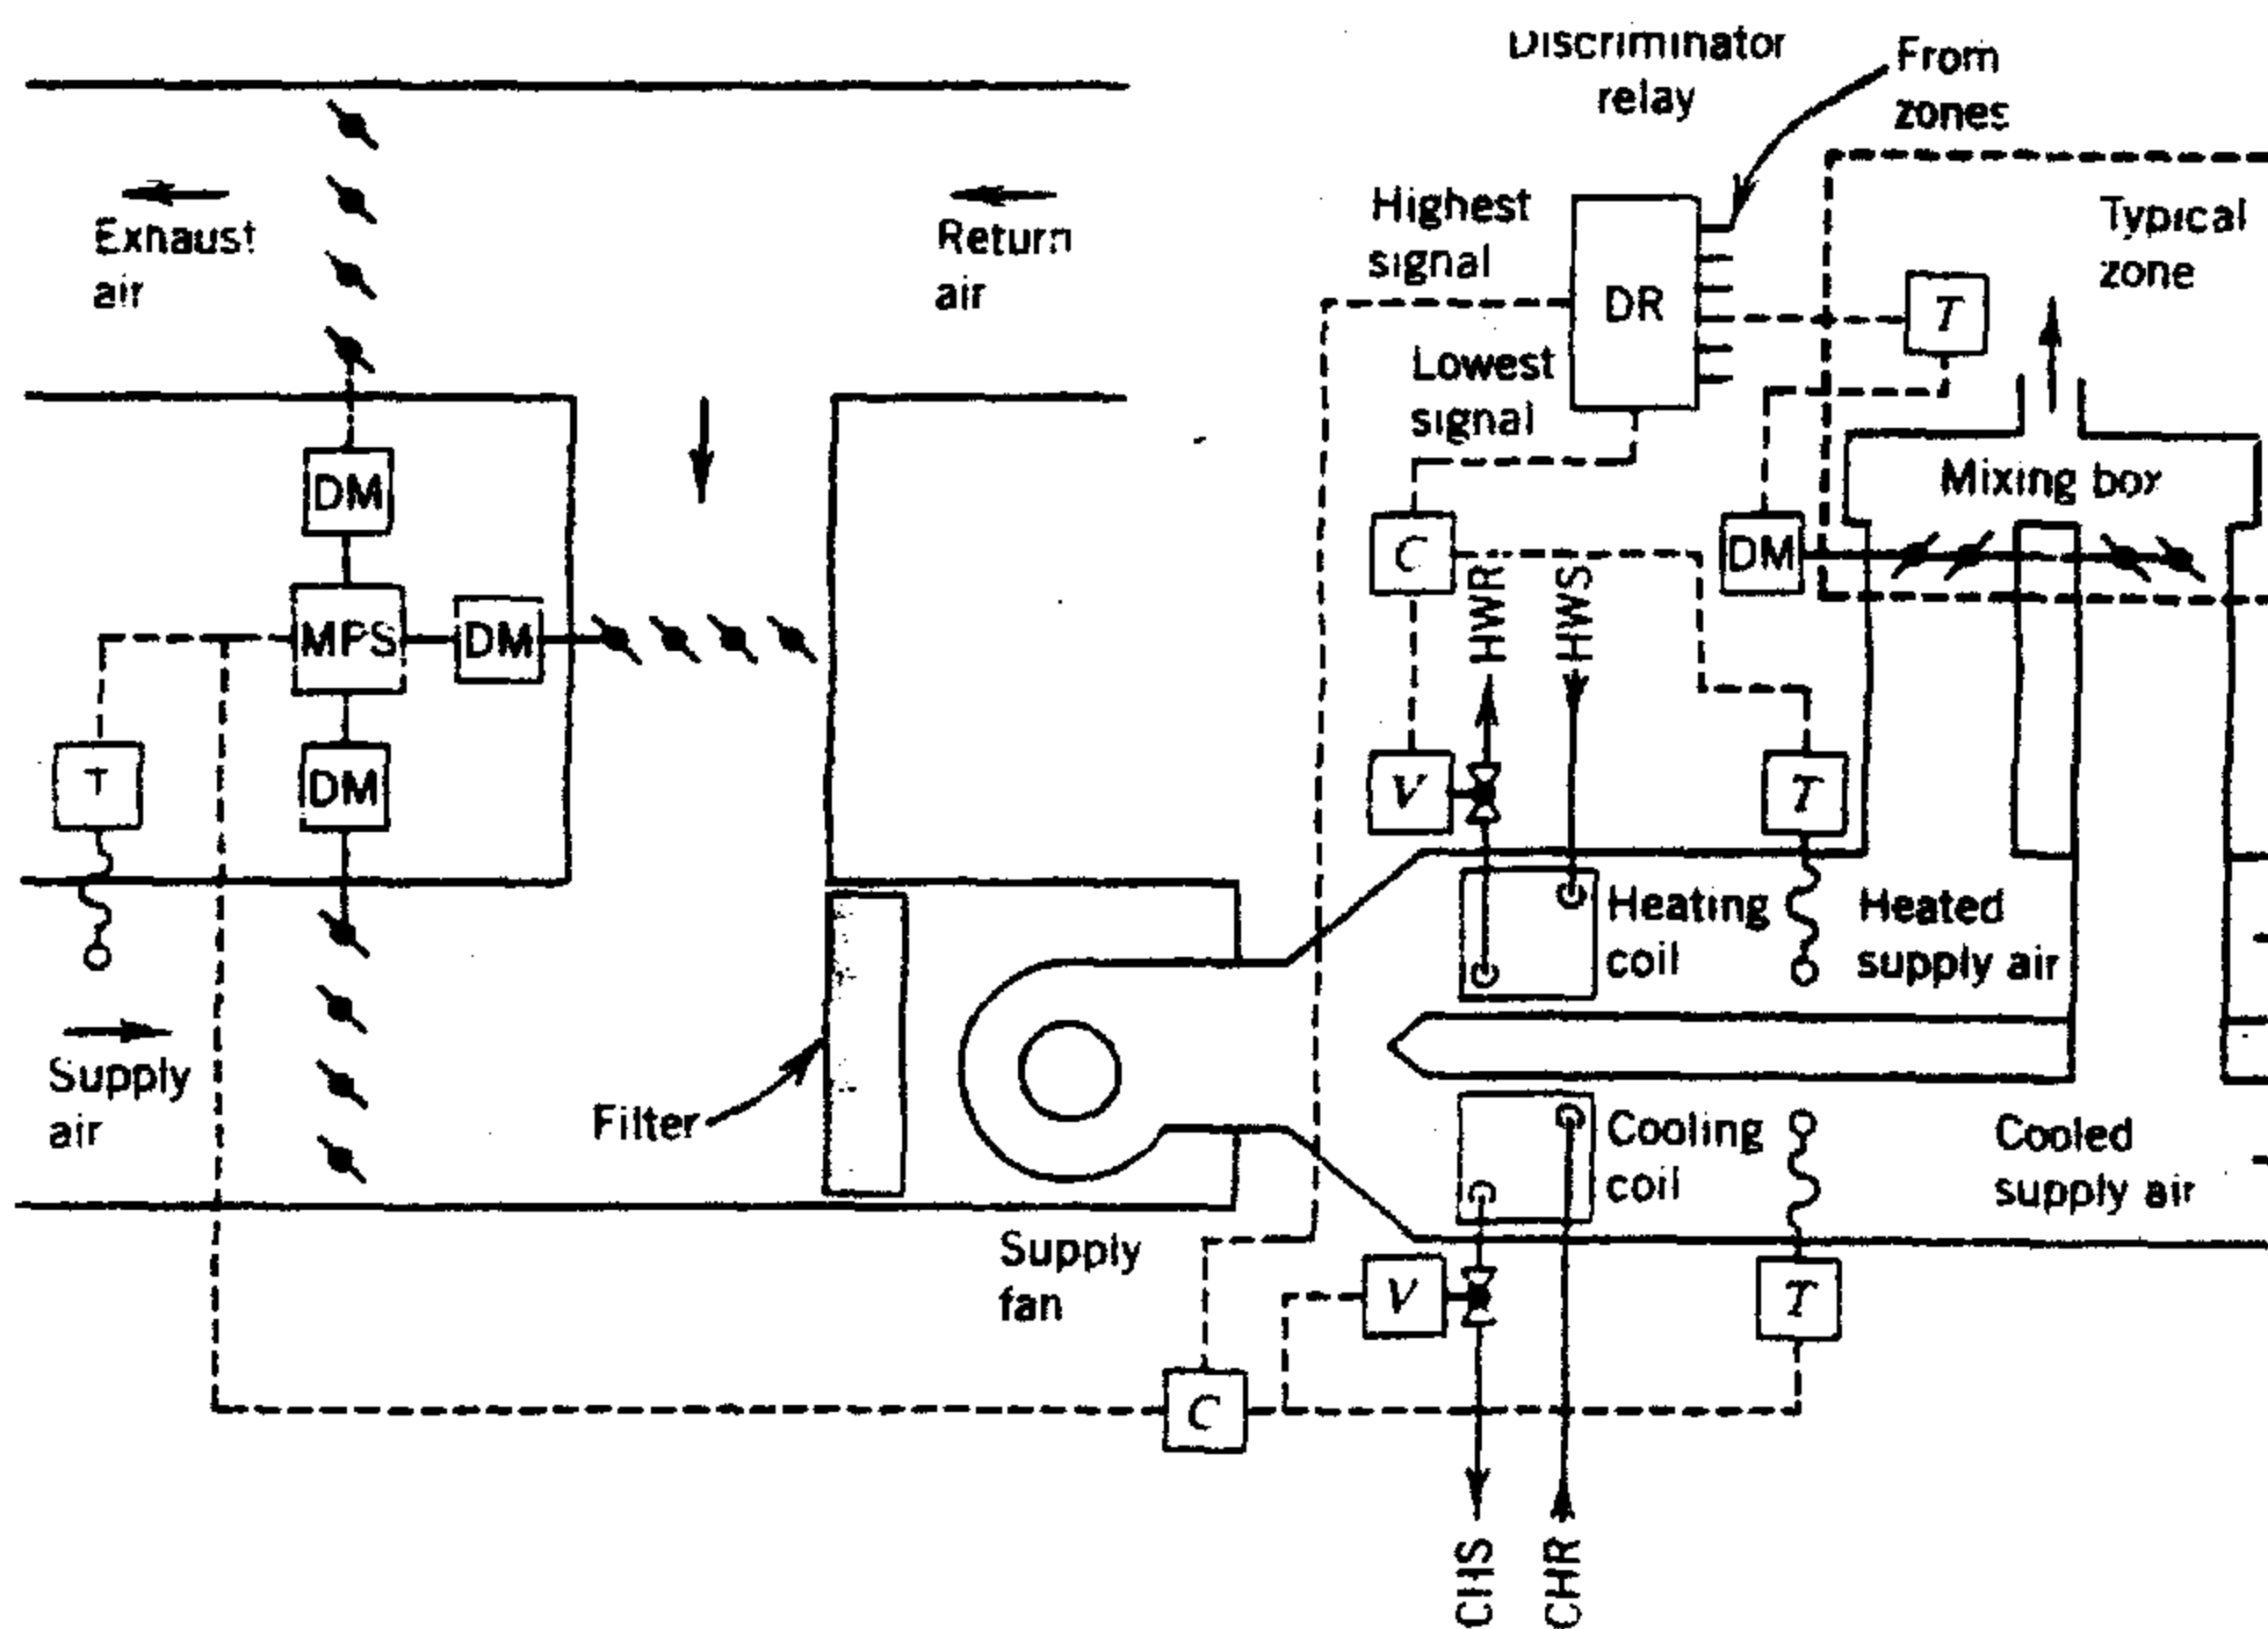 Discriminator
relay
From
zones
Exhaust
air
Return
air
Highest
signal
DR
Lowest
signal
T
Typical
zone
DM
MPS
DM
DM
T
C
HWR
HWS
DM
Mixing box
V
T
Heating
coil
Heated
supply air
Supply
air
Filter
Cooling
coil
Cooled
supply air
Supply
fan
V
T
C
CHS
CHR